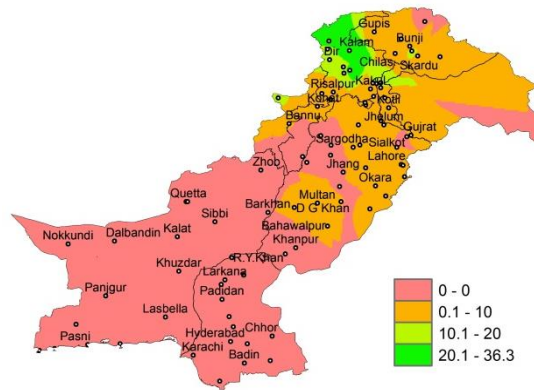 Gupis
Bunji
Kalam
Dir
Chilas
Skardu
Risalpur
Kakul
Kohat
Kotli
Bannu
Jhelum
Gujrat
Sargodha
Sialkot
Zhob
Jhang
Lahore
Okara
Quetta
Barkhan
Multan
Sibbi
D G Khan
Nokkundi
Dalbandin
Kalat
Bahawalpur
Khanpur
Khuzdar
R.Y.Khan
Larkana
Panjgur
Padidan
Lasbella
Pasni
Hyderabad
Chhor
Karachi
Badin
0 - 0
0.1 - 10
10.1 - 20
20.1 - 36.3